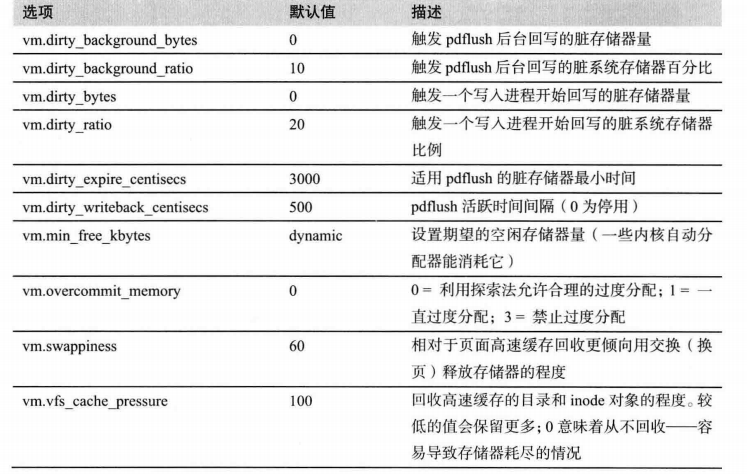 选项 默认值 描述
vm.dirty_background_bytes 0 触发 pdflush 后台回写的脏存储器量
vm.dirty_background_ratio 10 触发 pdflush 后台回写的脏系统存储器百分比
vm.dirty_bytes 0 触发一个写入进程开始回写的脏存储器量
vm.dirty_ratio 20 触发一个写入进程开始回写的脏系统存储器
比例
vm.dirty_expire_centisecs 3000 适用 pdflush 的脏存储器最小时间
vm.dirty_writeback_centisecs 500 pdflush 活跃时间间隔（0 为停用）
vm.min_free_kbytes dynamic 设置期望的空闲存储器量（一些内核自动分
配器能消耗它）
vm.overcommit_memory 0 0 = 利用探索法允许合理的过度分配；1 = 一
直过度分配；3 = 禁止过度分配
vm.swappiness 60 相对于页面高速缓存回收更倾向用交换（换
页）释放存储器的程度
vm.vfs_cache_pressure 100 回收高速缓存的目录和 inode 对象的程度。较
低的值会保留更多；0 意味着从不回收——容
易导致存储器耗尽的情况